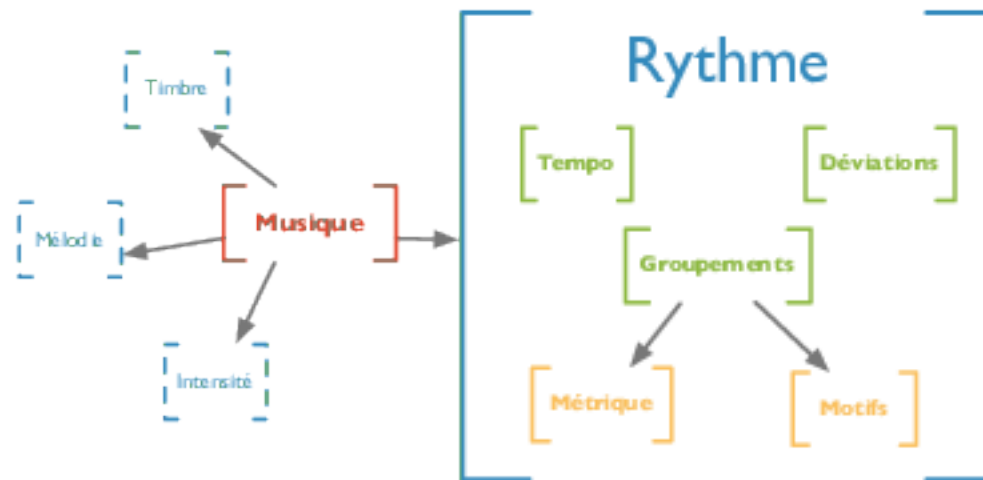 Rythme
Timbre
Tempo
Déviations
Musique
Mélodie
Groupements
Intensité
Métrique
Motifs